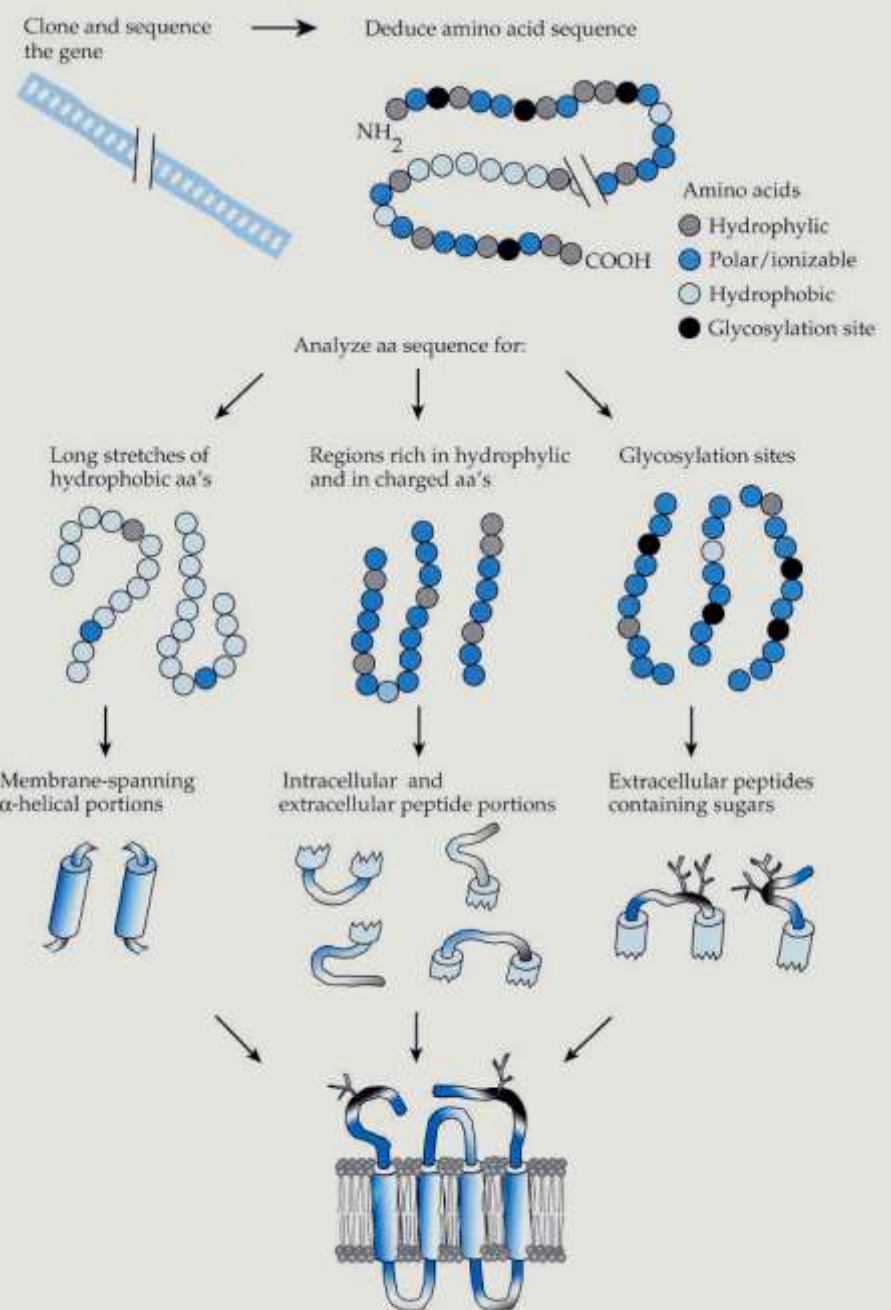 Clone and sequence
the gene
Deduce amino acid sequence
NH2
COOH
Amino acids
Hydrophylic
Polar/ionizable
Hydrophobic
Glycosylation site
Analyze aa sequence for:
Long stretches of
hydrophobic aa's
Regions rich in hydrophylic
and in charged aa's
Glycosylation sites
Membrane-spanning
α-helical portions
Intracellular and
extracellular peptide portions
Extracellular peptides
containing sugars